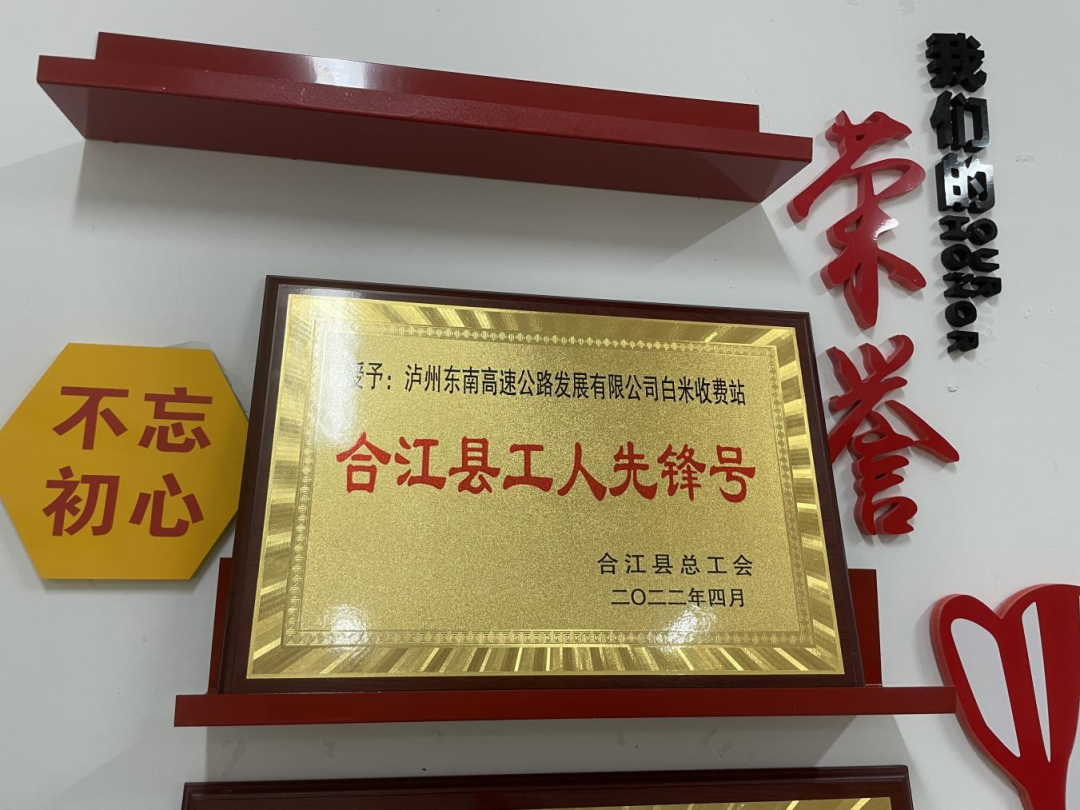 我们的
OUR
HONOR
荣誉
不忘
初心
授予：泸州东南高速公路发展有限公司白米收费站
合江县工人先锋号
合江县总工会
二〇二二年四月